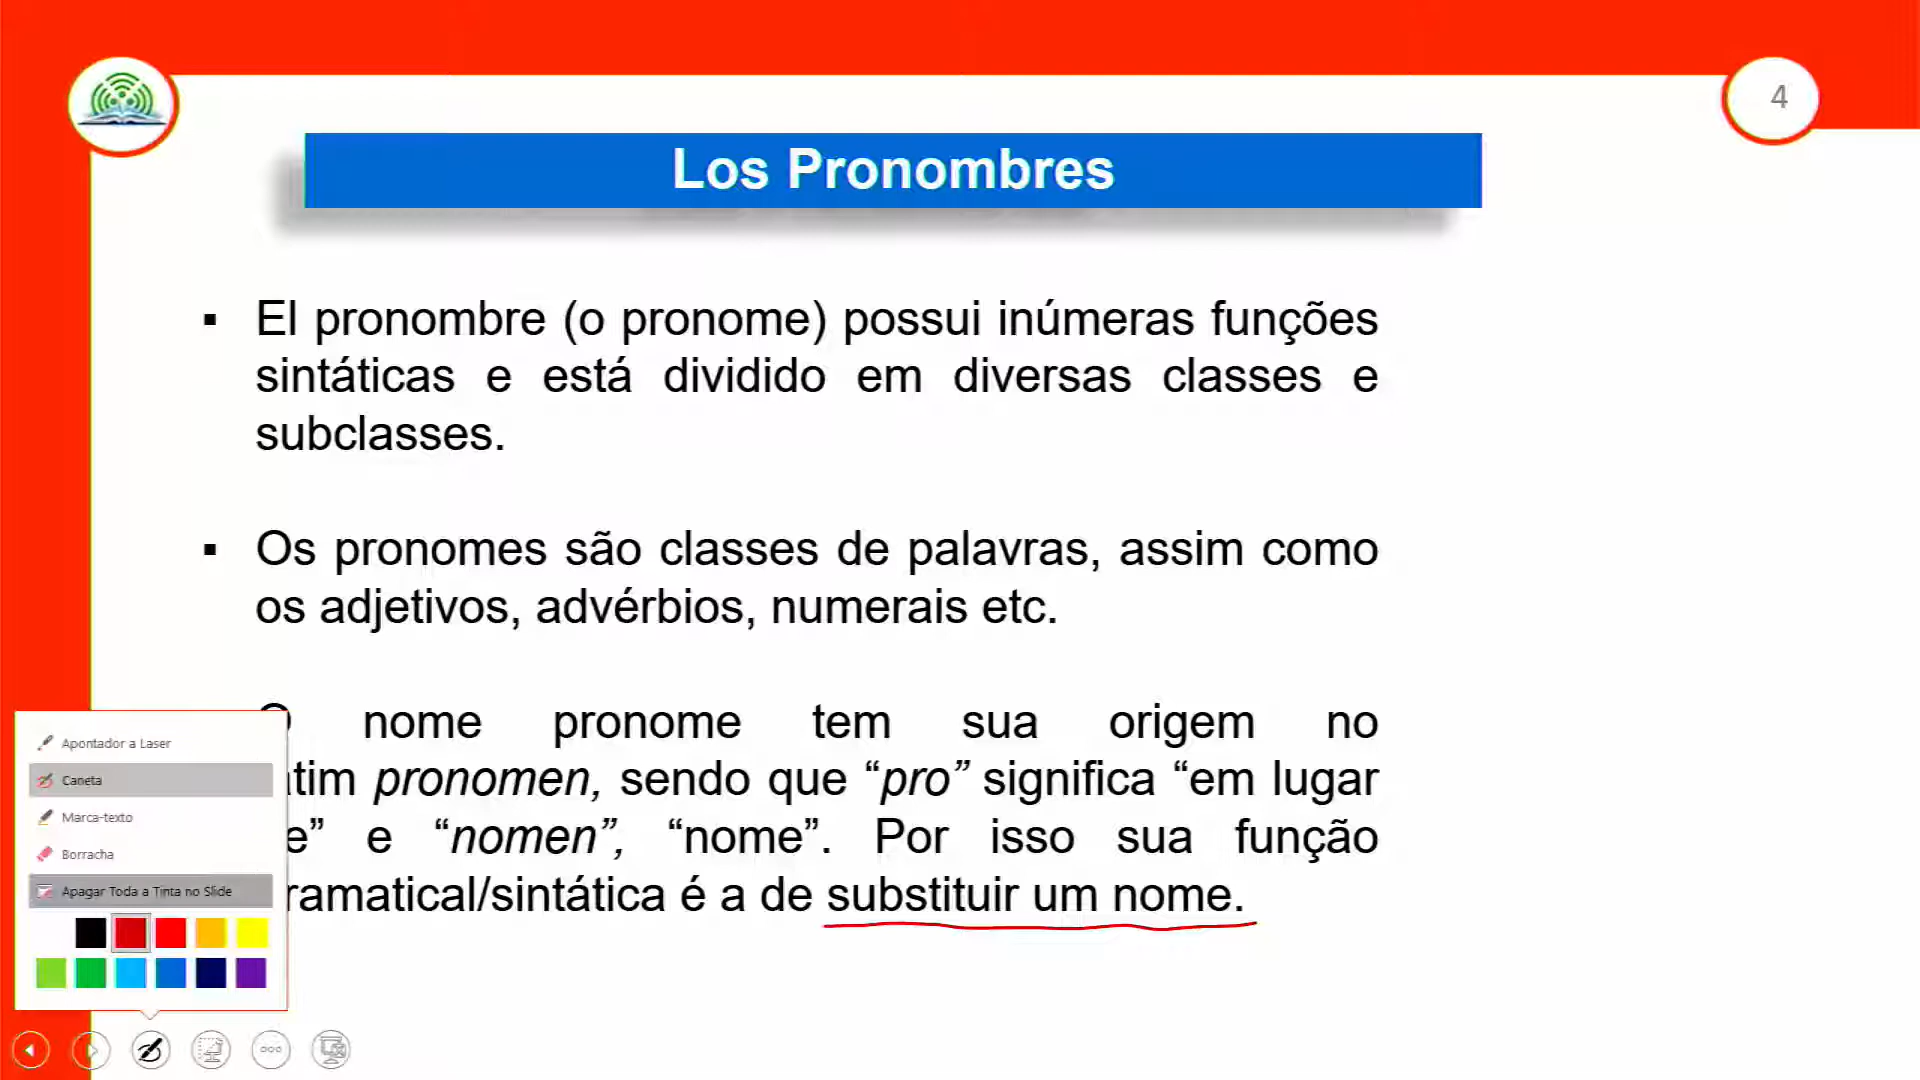 4
Los Pronombres
▪ El pronombre (o pronome) possui inúmeras funções
sintáticas e está dividido em diversas classes e
subclasses.
▪ Os pronomes são classes de palavras, assim como
os adjetivos, advérbios, numerais etc.
O nome pronome tem sua origem no
atim pronomen, sendo que “pro” significa “em lugar
e” e “nomen”, “nome”. Por isso sua função
ramatical/sintática é a de substituir um nome.
Apontador a Laser
Caneta
Marca-texto
Borracha
Apagar Toda a Tinta no Slide